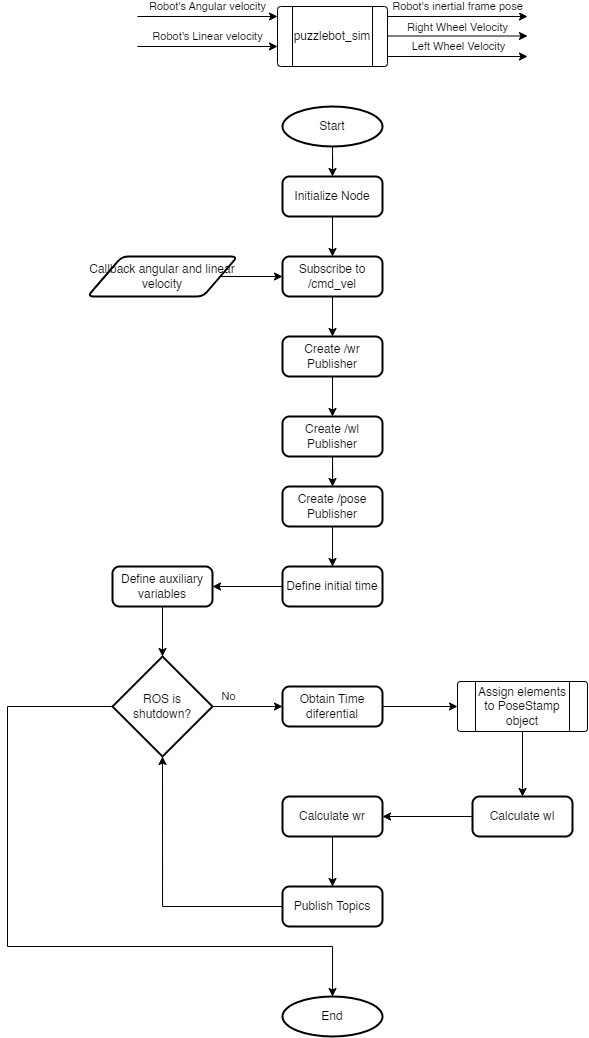 Robot's Angular velocity
Robot's Linear velocity
puzzlebot_sim
Robot's inertial frame pose
Right Wheel Velocity
Left Wheel Velocity
Start
Initialize Node
Callback angular and linear
velocity
Subscribe to
/cmd_vel
Create /wr
Publisher
Create /wl
Publisher
Create /pose
Publisher
Define initial time
Define auxiliary
variables
ROS is
shutdown?
No
Obtain Time
diferential
Assign elements
to PoseStamp
object
Calculate wl
Calculate wr
Publish Topics
End